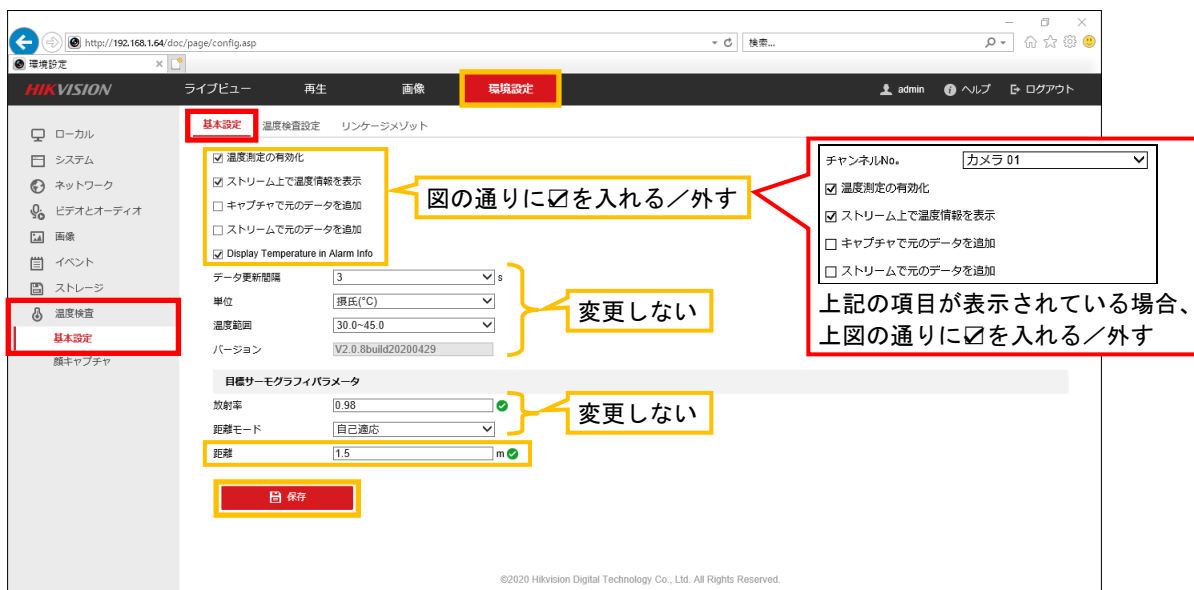 http://192.168.1.64/doc/page/config.asp
検索...
環境設定
HIKVISION
ライブビュー
再生
画像
環境設定
admin
ヘルプ
ログアウト
ローカル
システム
ネットワーク
ビデオとオーディオ
画像
イベント
ストレージ
温度検査
基本設定
顔キャプチャ
基本設定
温度検査設定
リンケージメゾット
☑ 温度測定の有効化
☑ ストリーム上で温度情報を表示
☐ キャプチャで元のデータを追加
☐ ストリームで元のデータを追加
☑ Display Temperature in Alarm Info
図の通りに☑を入れる／外す
データ更新間隔 3 s
単位 摂氏(°C)
温度範囲 30.0~45.0
バージョン V2.0.8build20200429
変更しない
目標サーモグラフィパラメータ
放射率 0.98
距離モード 自己適応
変更しない
距離 1.5 m
保存
チャンネルNo。 カメラ 01
☑ 温度測定の有効化
☑ ストリーム上で温度情報を表示
☐ キャプチャで元のデータを追加
☐ ストリームで元のデータを追加
上記の項目が表示されている場合、
上図の通りに☑を入れる／外す
©2020 Hikvision Digital Technology Co., Ltd. All Rights Reserved.